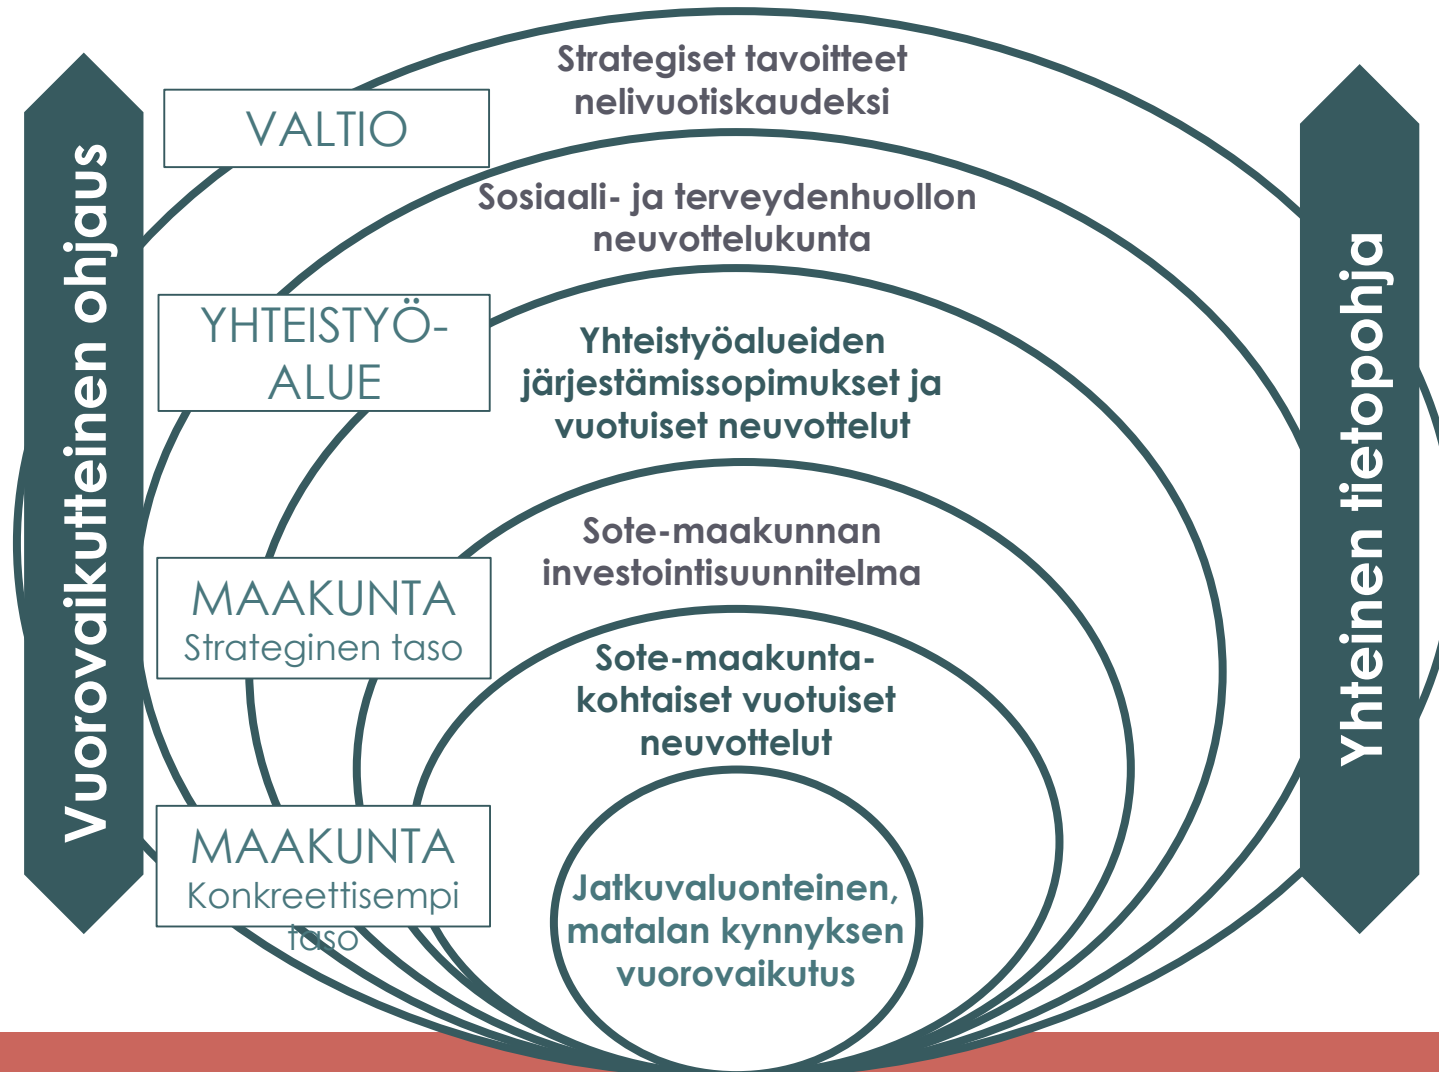 Strategiset tavoitteet
nelivuotiskaudeksi
VALTIO
Sosiaali- ja terveydenhuollon
neuvottelukunta
YHTEISTYÖ-
ALUE
Yhteistyöalueiden
järjestämissopimukset ja
vuotuiset neuvottelut
Sote-maakunnan
investointisuunnitelma
MAAKUNTA
Strateginen taso
Sote-maakunta-
kohtaiset vuotuiset
neuvottelut
MAAKUNTA
Konkreettisempi
taso
Jatkuvaluonteinen,
matalan kynnyksen
vuorovaikutus
Vuorovaikutteinen ohjaus
Yhteinen tietopohja